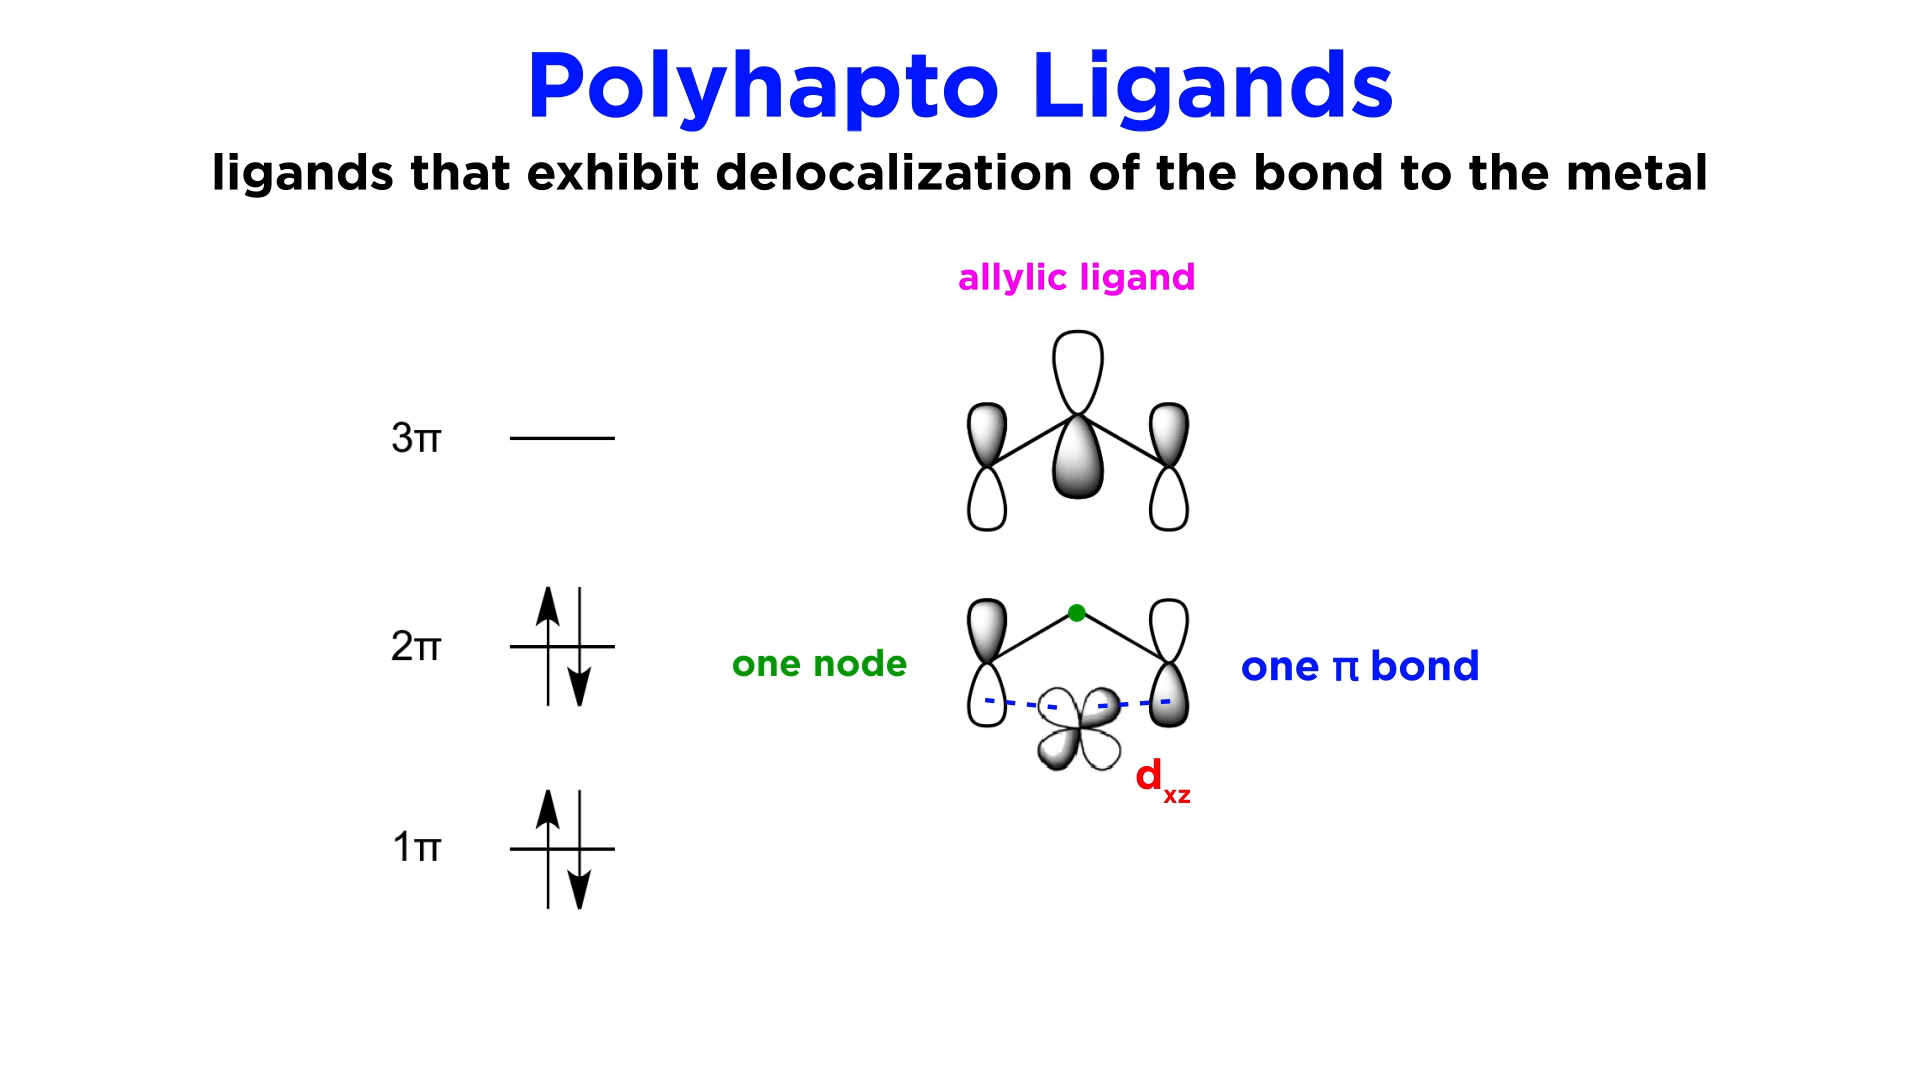 Polyhapto Ligands
ligands that exhibit delocalization of the bond to the metal
allylic ligand
3π
2π
one node
one π bond
dxz
1π